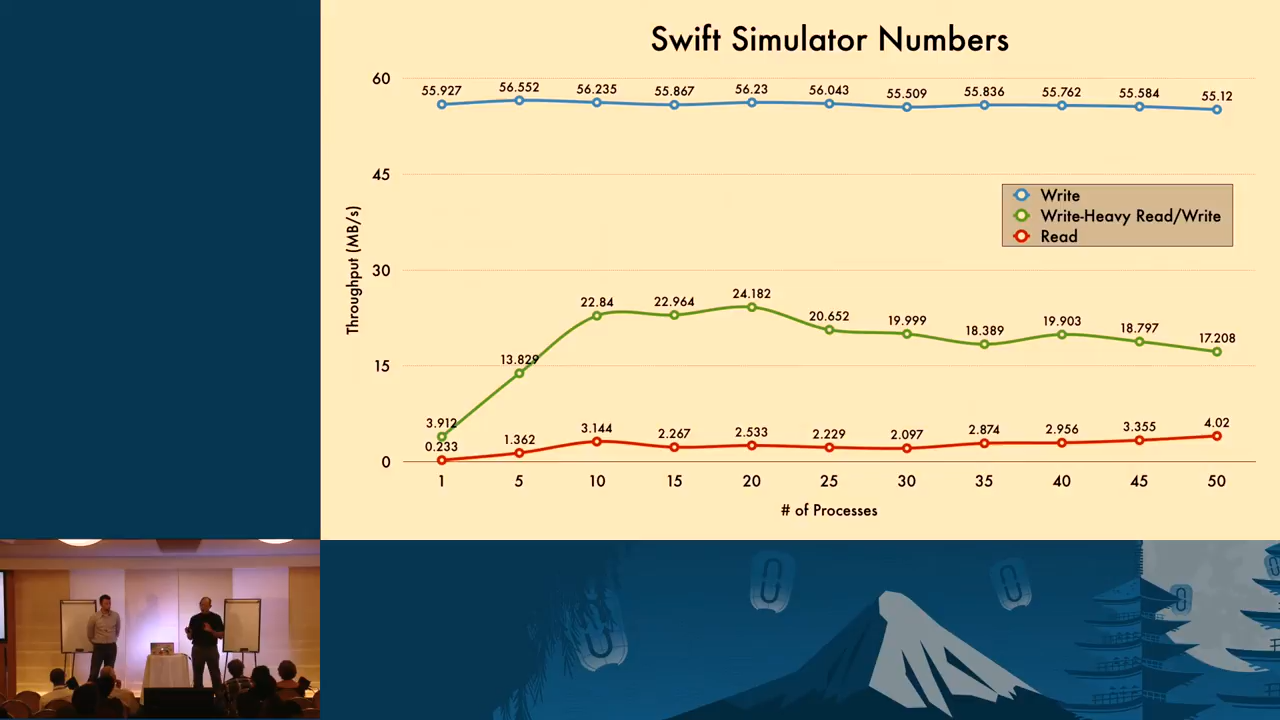 Swift Simulator Numbers
60
55.927 56.552 56.235 55.867 56.23 56.043 55.509 55.836 55.762 55.584 55.12
45
Write
Write-Heavy Read/Write
Read
Throughput (MB/s)
30
3.912 13.829 22.84 22.964 24.182 20.652 19.999 18.389 19.903 18.797 17.208
15
0.233 1.362 3.144 2.267 2.533 2.229 2.097 2.874 2.956 3.355 4.02
0
1 5 10 15 20 25 30 35 40 45 50
# of Processes